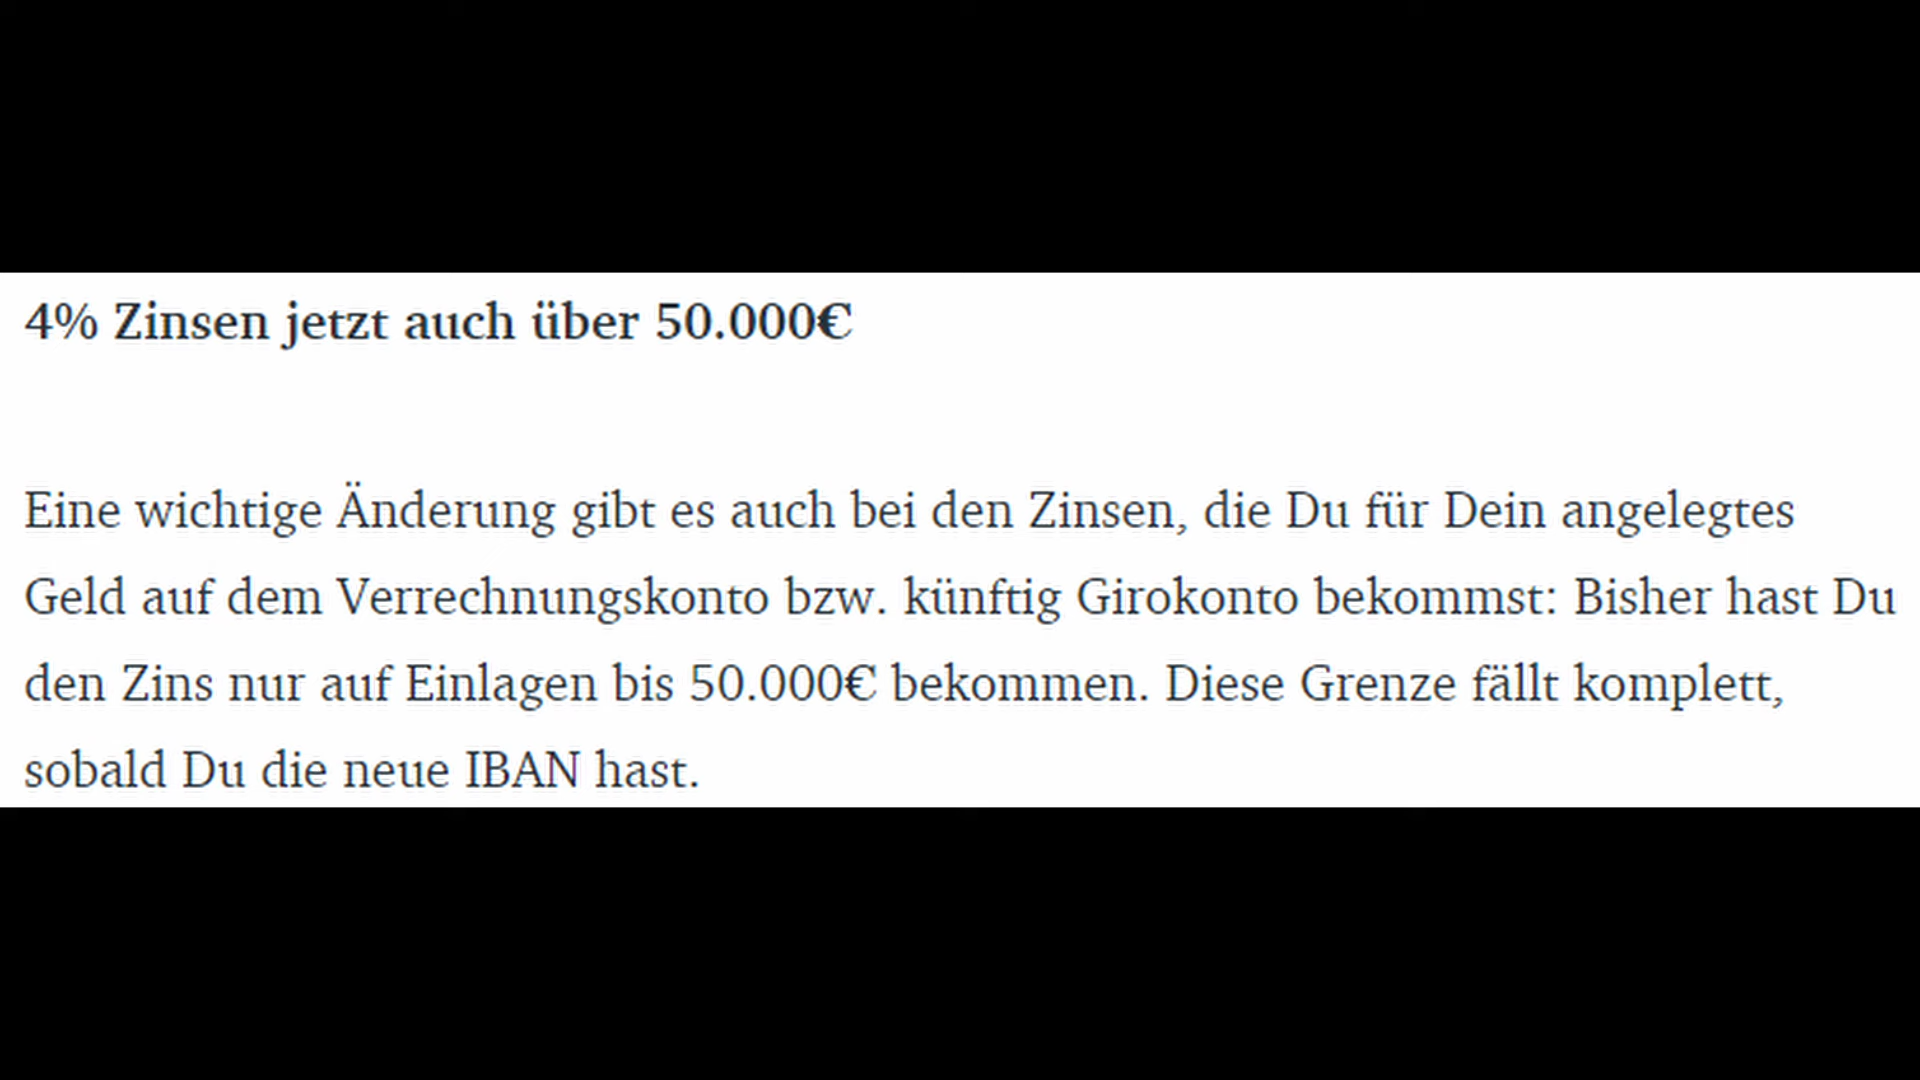 4% Zinsen jetzt auch über 50.000€
Eine wichtige Änderung gibt es auch bei den Zinsen, die Du für Dein angelegtes
Geld auf dem Verrechnungskonto bzw. künftig Girokonto bekommst: Bisher hast Du
den Zins nur auf Einlagen bis 50.000€ bekommen. Diese Grenze fällt komplett,
sobald Du die neue IBAN hast.